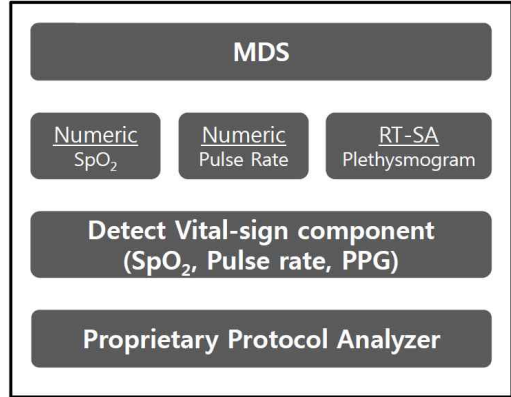 MDS
Numeric
SpO₂
Numeric
Pulse Rate
RT-SA
Plethysmogram
Detect Vital-sign component
(SpO₂, Pulse rate, PPG)
Proprietary Protocol Analyzer